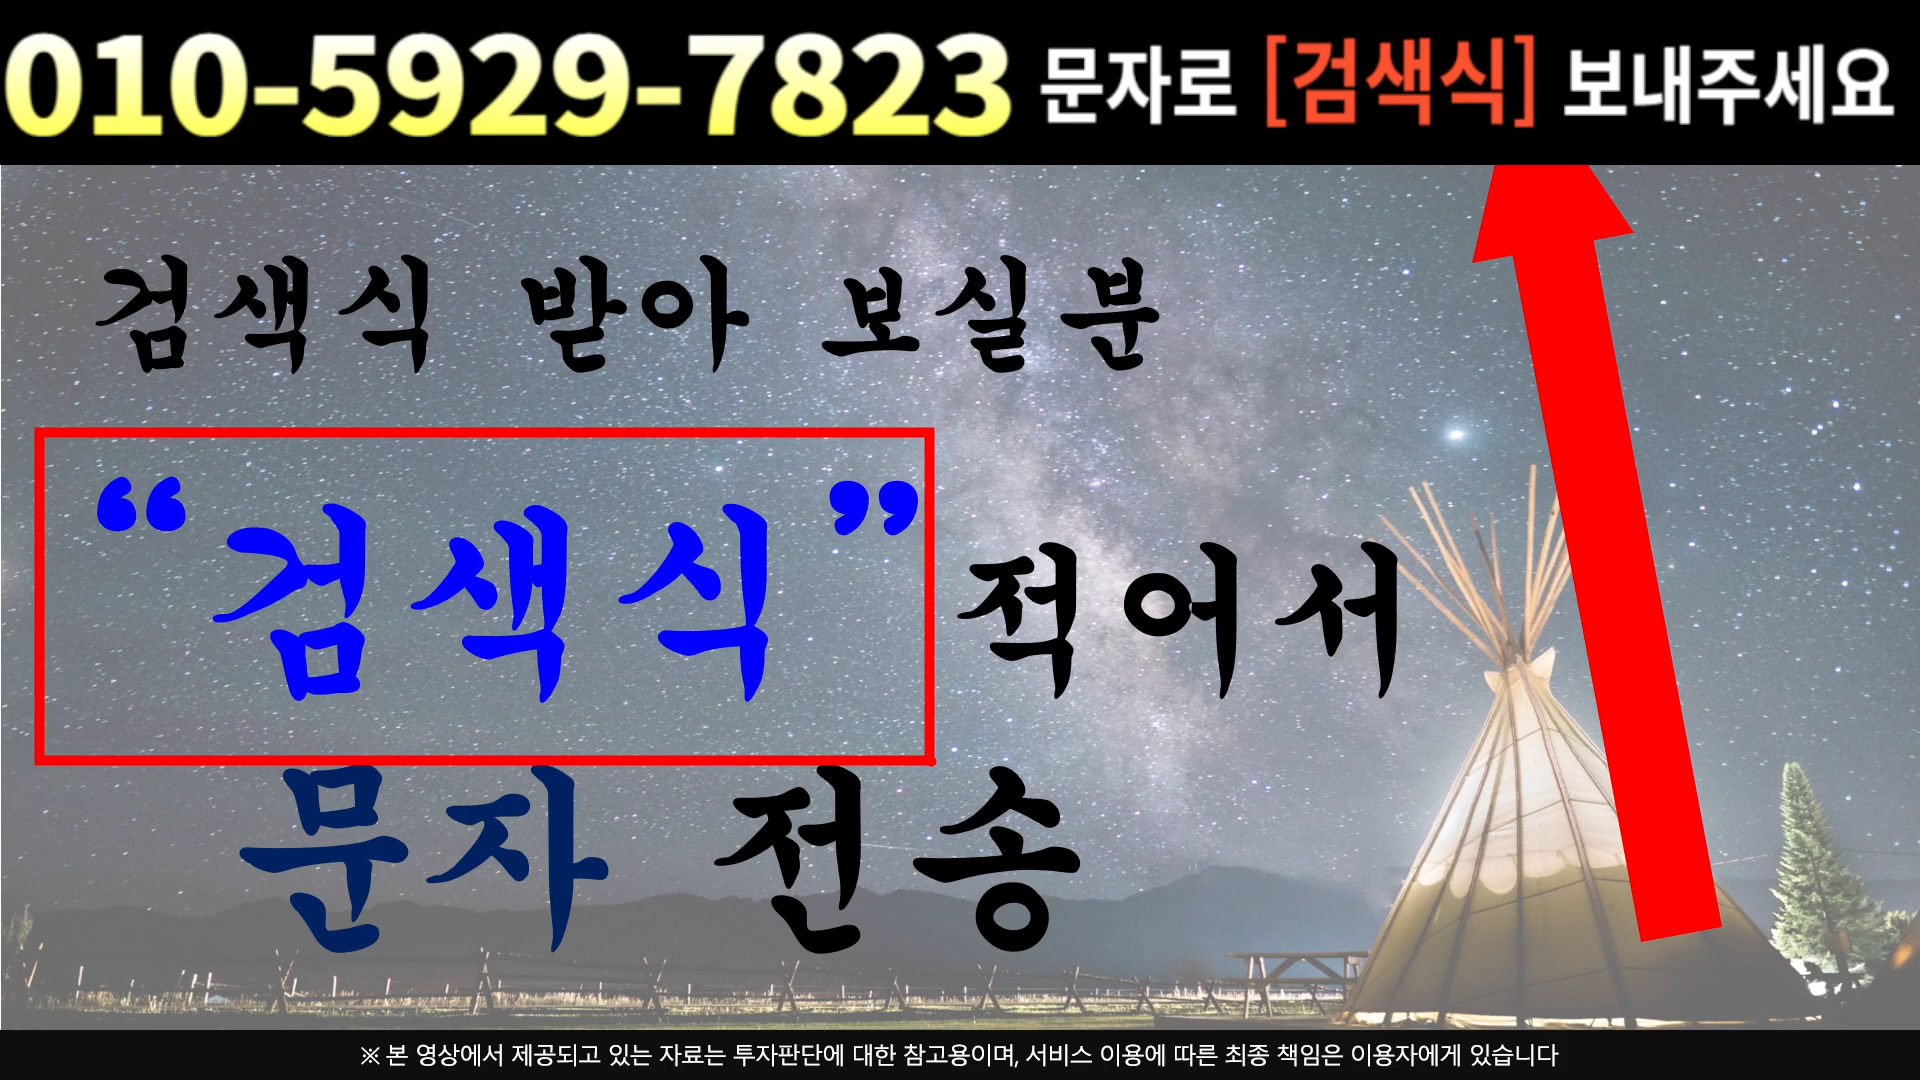 010-5929-7823 문자로 [검색식] 보내주세요
검색식 받아 보실분
“검색식” 적어서
문자 전송
※ 본 영상에서 제공되고 있는 자료는 투자판단에 대한 참고용이며, 서비스 이용에 따른 최종 책임은 이용자에게 있습니다